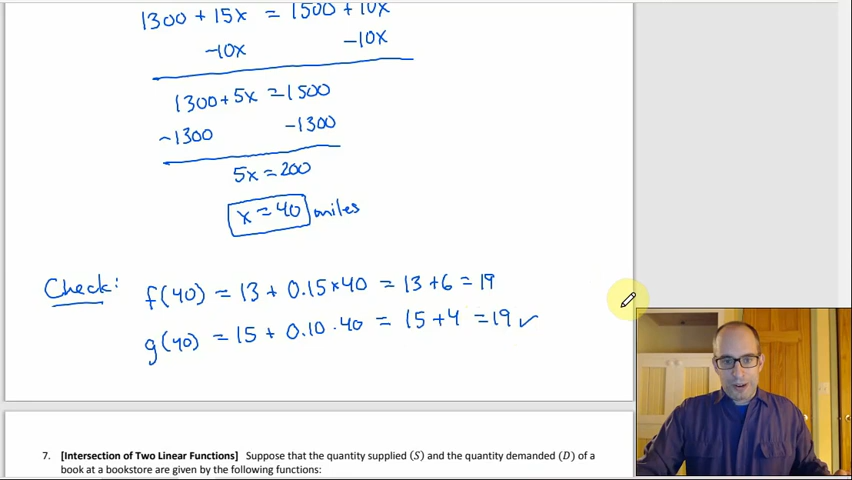 1300 + 15x = 1500 + 10x
-10x -10x
1300 + 5x = 1500
-1300 -1300
5x = 200
x = 40 miles
Check: f(40) = 13 + 0.15 × 40 = 13 + 6 = 19
g(40) = 15 + 0.10 · 40 = 15 + 4 = 19 ✓
7. [Intersection of Two Linear Functions] Suppose that the quantity supplied (S) and the quantity demanded (D) of a
book at a bookstore are given by the following functions: